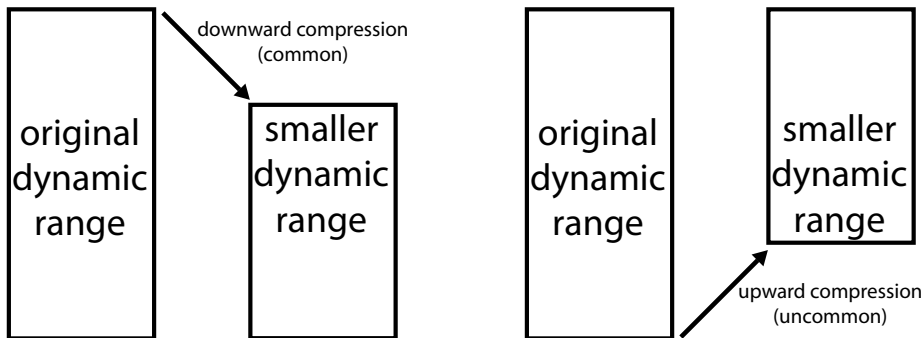 downward compression
(common)
original
dynamic
range
smaller
dynamic
range
original
dynamic
range
smaller
dynamic
range
upward compression
(uncommon)